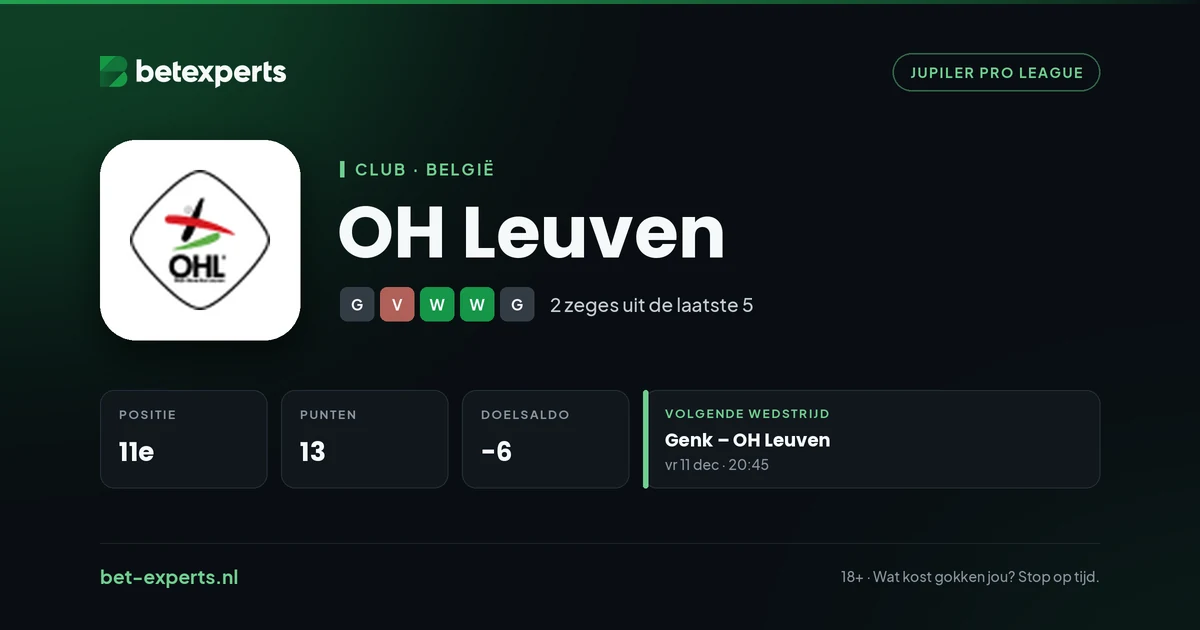 betexperts
JUPILER PRO LEAGUE
OHL
CLUB · BELGIË
OH Leuven
G V W W G 2 zeges uit de laatste 5
POSITIE
11e
PUNTEN
13
DOELSALDO
-6
VOLGENDE WEDSTRIJD
Genk – OH Leuven
vr 11 dec · 20:45
bet-experts.nl
18+ · Wat kost gokken jou? Stop op tijd.